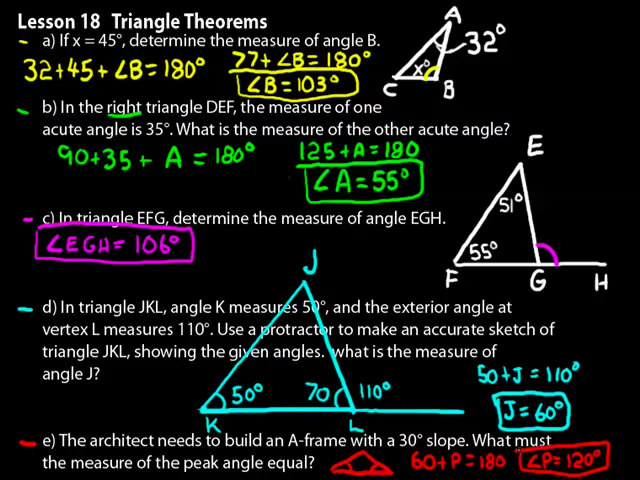 Lesson 18 Triangle Theorems
– a) If x = 45°, determine the measure of angle B.
32+45+∠B=180°
77+∠B=180°
∠B=103°
A
32°
x°
C
B
– b) In the right triangle DEF, the measure of one
acute angle is 35°. What is the measure of the other acute angle?
90+35+A=180°
125+A=180
∠A=55°
E
51°
55°
F
G
H
– c) In triangle EFG, determine the measure of angle EGH.
∠EGH=106°
J
– d) In triangle JKL, angle K measures 50°, and the exterior angle at
vertex L measures 110°. Use a protractor to make an accurate sketch of
triangle JKL, showing the given angles. what is the measure of
angle J?
50+J=110°
J=60°
50°
70
110°
K
L
– e) The architect needs to build an A-frame with a 30° slope. What must
the measure of the peak angle equal?
60+P=180
∠P=120°